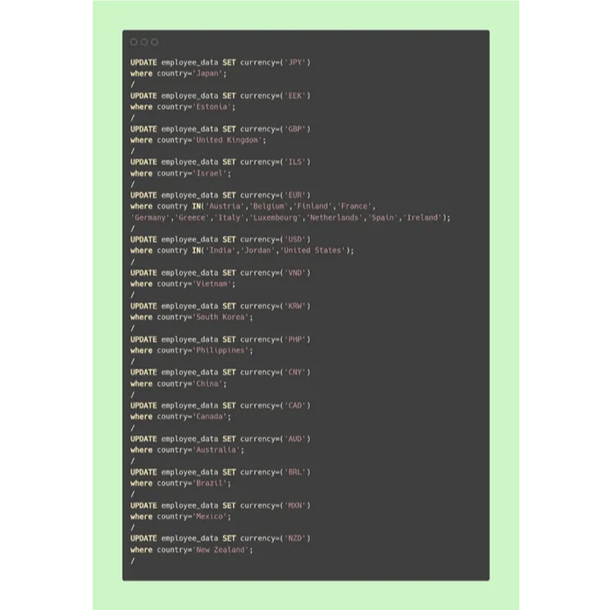 UPDATE employee_data SET currency=('JPY')
where country='Japan';
/
UPDATE employee_data SET currency=('EEK')
where country='Estonia';
/
UPDATE employee_data SET currency=('GBP')
where country='United Kingdom';
/
UPDATE employee_data SET currency=('ILS')
where country='Israel';
/
UPDATE employee_data SET currency=('EUR')
where country IN('Austria','Belgium','Finland','France',
'Germany','Greece','Italy','Luxembourg','Netherlands','Spain','Ireland');
/
UPDATE employee_data SET currency=('USD')
where country IN('India','Jordan','United States');
/
UPDATE employee_data SET currency=('VND')
where country='Vietnam';
/
UPDATE employee_data SET currency=('KRW')
where country='South Korea';
/
UPDATE employee_data SET currency=('PHP')
where country='Philippines';
/
UPDATE employee_data SET currency=('CNY')
where country='China';
/
UPDATE employee_data SET currency=('CAD')
where country='Canada';
/
UPDATE employee_data SET currency=('AUD')
where country='Australia';
/
UPDATE employee_data SET currency=('BRL')
where country='Brazil';
/
UPDATE employee_data SET currency=('MXN')
where country='Mexico';
/
UPDATE employee_data SET currency=('NZD')
where country='New Zealand';
/